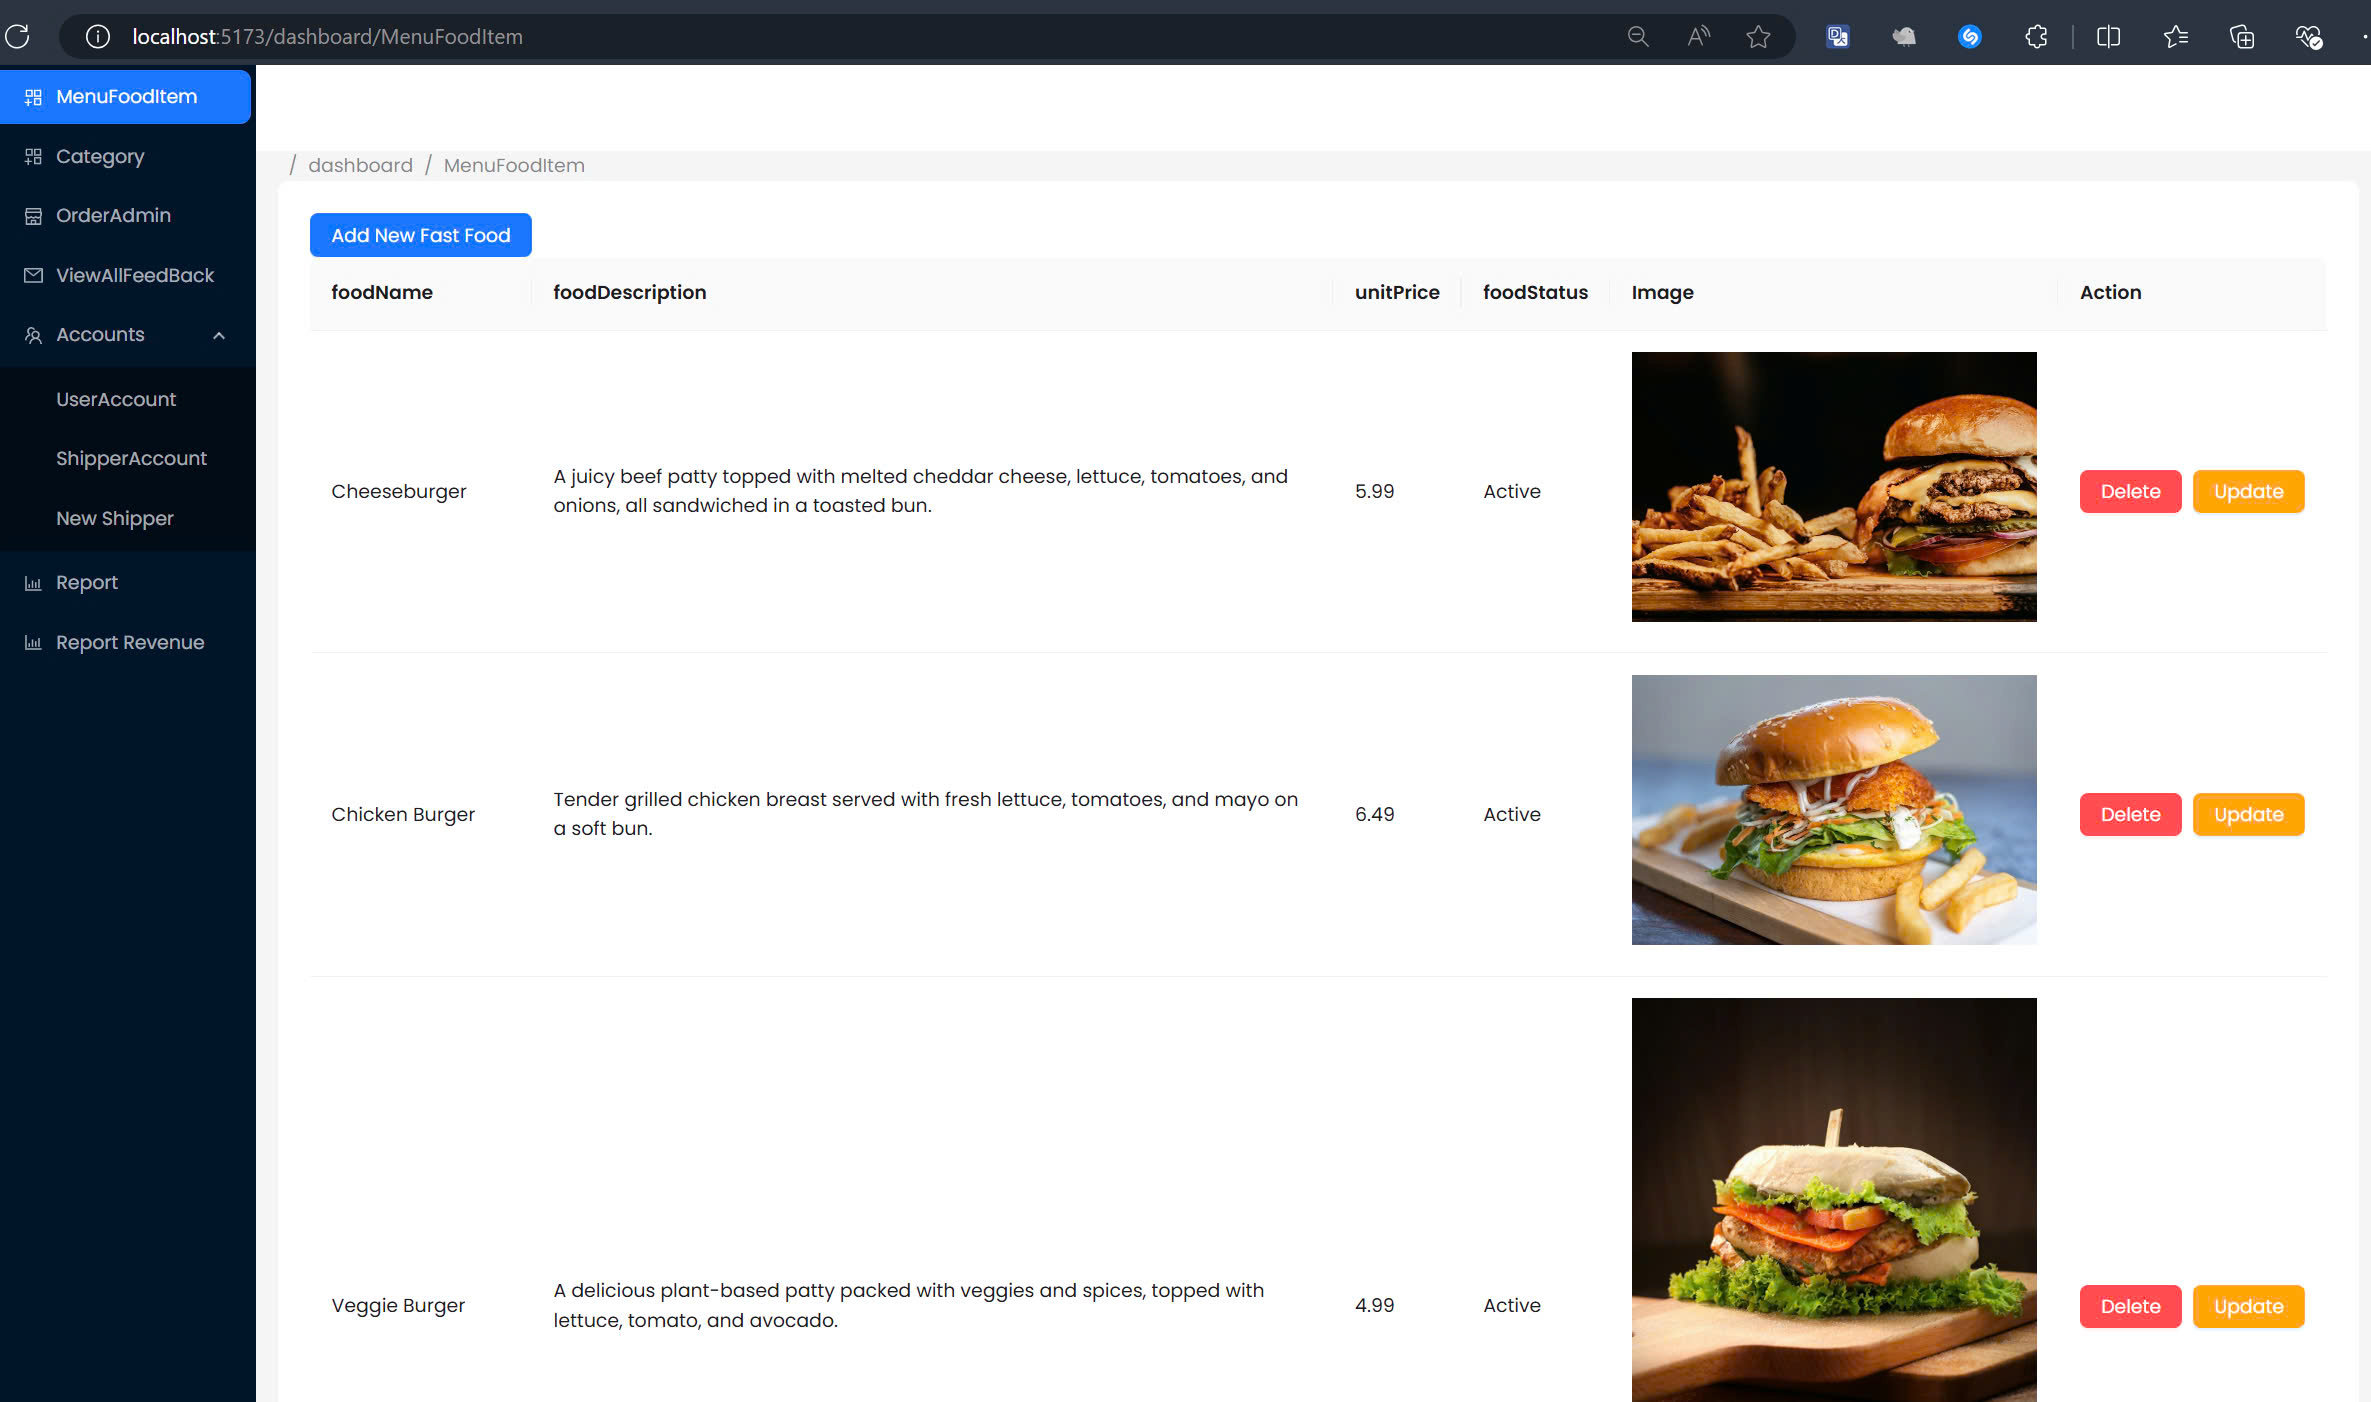 localhost:5173/dashboard/MenuFoodItem
MenuFoodItem
Category
OrderAdmin
ViewAllFeedBack
Accounts
UserAccount
ShipperAccount
New Shipper
Report
Report Revenue
/ dashboard / MenuFoodItem
Add New Fast Food
foodName foodDescription unitPrice foodStatus Image Action
Cheeseburger
A juicy beef patty topped with melted cheddar cheese, lettuce, tomatoes, and
onions, all sandwiched in a toasted bun.
5.99 Active Delete Update
Chicken Burger
Tender grilled chicken breast served with fresh lettuce, tomatoes, and mayo on
a soft bun.
6.49 Active Delete Update
Veggie Burger
A delicious plant-based patty packed with veggies and spices, topped with
lettuce, tomato, and avocado.
4.99 Active Delete Update